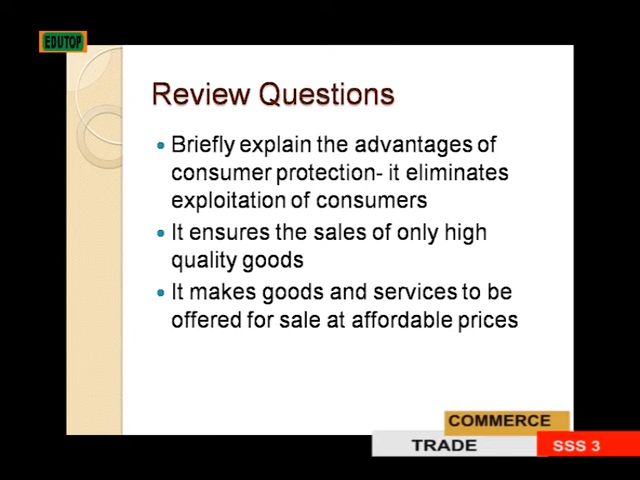 EDUTOP
Review Questions
Briefly explain the advantages of
consumer protection- it eliminates
exploitation of consumers
It ensures the sales of only high
quality goods
It makes goods and services to be
offered for sale at affordable prices
COMMERCE
TRADE
SSS 3